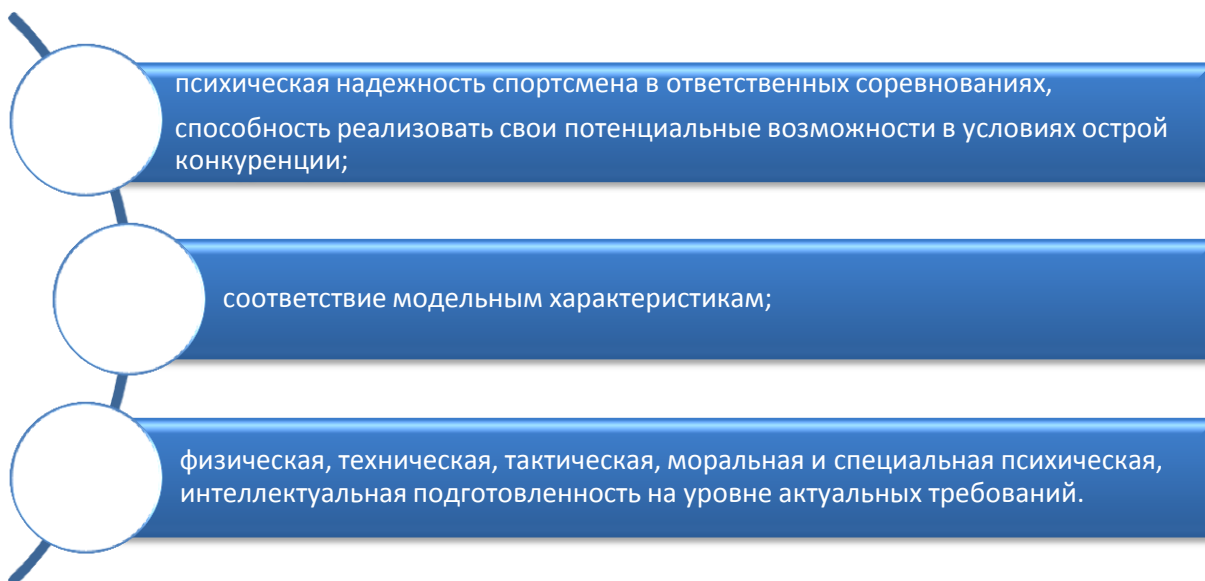 психическая надежность спортсмена в ответственных соревнованиях,
способность реализовать свои потенциальные возможности в условиях острой
конкуренции;
соответствие модельным характеристикам;
физическая, техническая, тактическая, моральная и специальная психическая,
интеллектуальная подготовленность на уровне актуальных требований.